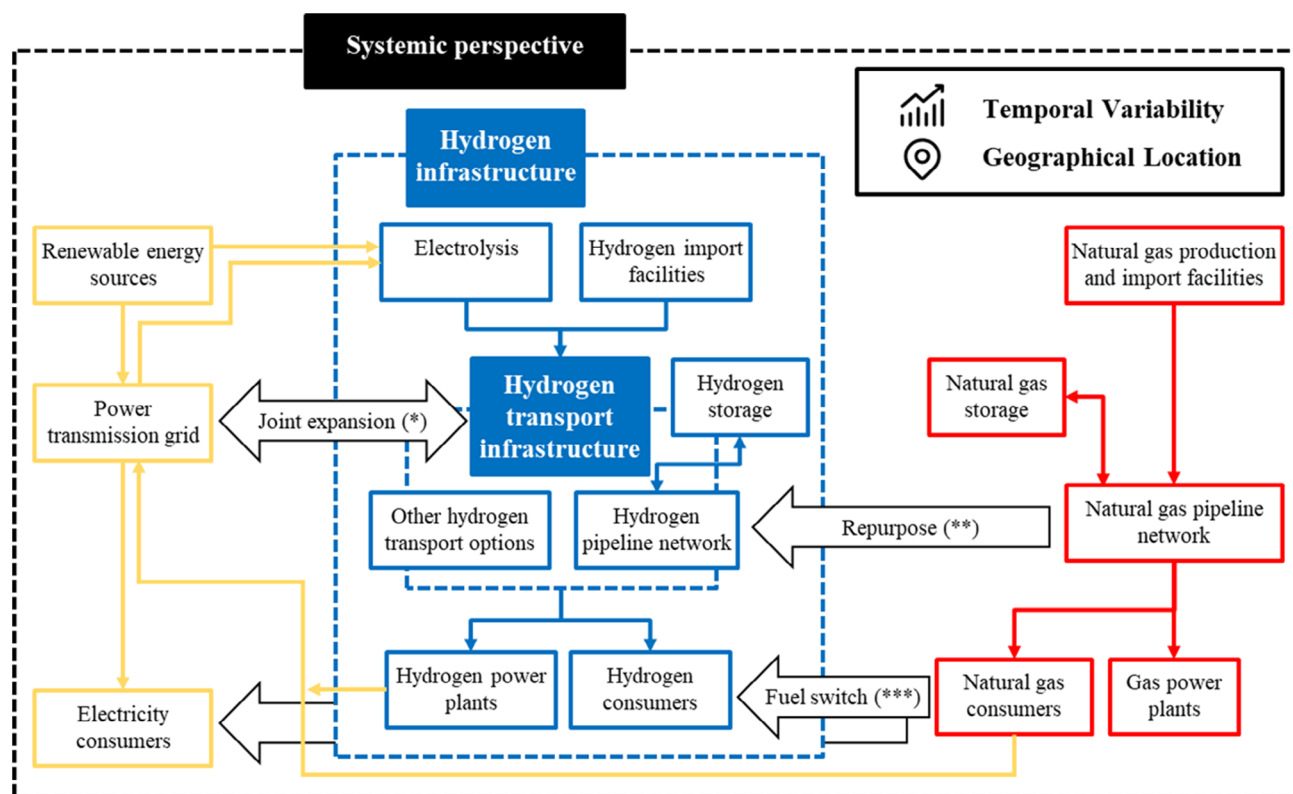 Systemic perspective
Temporal Variability
Geographical Location
Hydrogen
infrastructure
Renewable energy
sources
Electrolysis
Hydrogen import
facilities
Natural gas production
and import facilities
Power
transmission grid
Joint expansion (*)
Hydrogen
transport
infrastructure
Hydrogen
storage
Natural gas
storage
Other hydrogen
transport options
Hydrogen
pipeline network
Repurpose (**)
Natural gas pipeline
network
Electricity
consumers
Hydrogen power
plants
Hydrogen
consumers
Fuel switch (***)
Natural gas
consumers
Gas power
plants